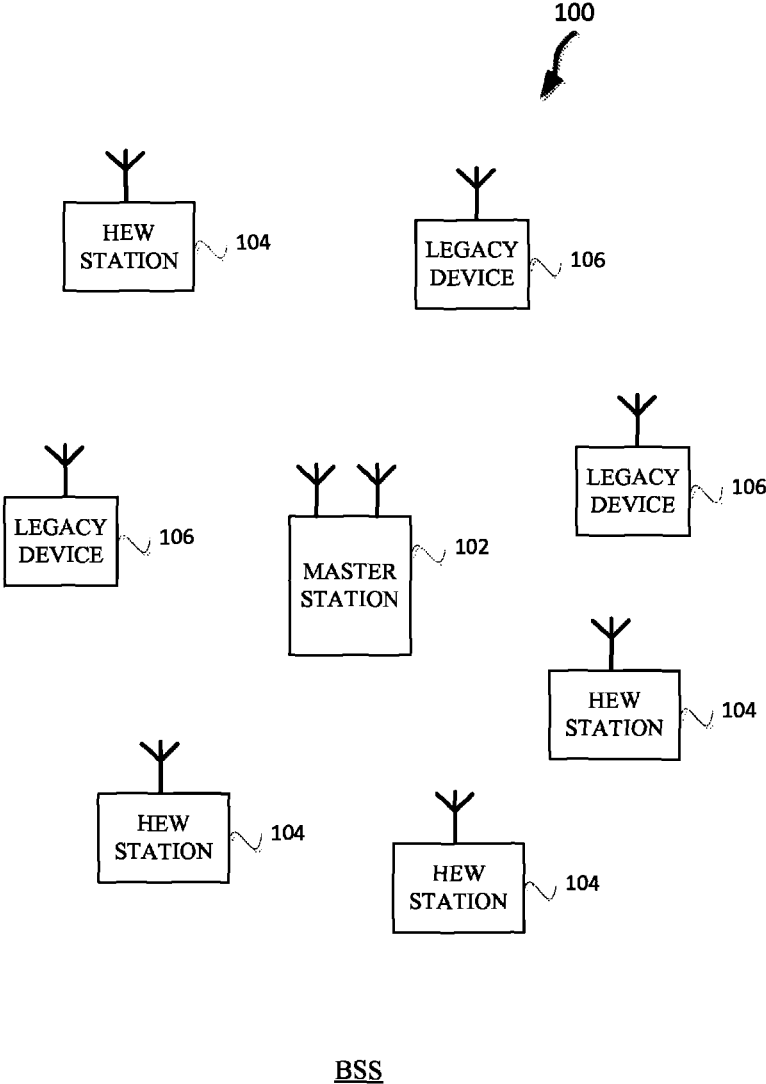 100
HEW
STATION
104
LEGACY
DEVICE
106
LEGACY
DEVICE
106
LEGACY
DEVICE
106
MASTER
STATION
102
HEW
STATION
104
HEW
STATION
104
HEW
STATION
104
BSS